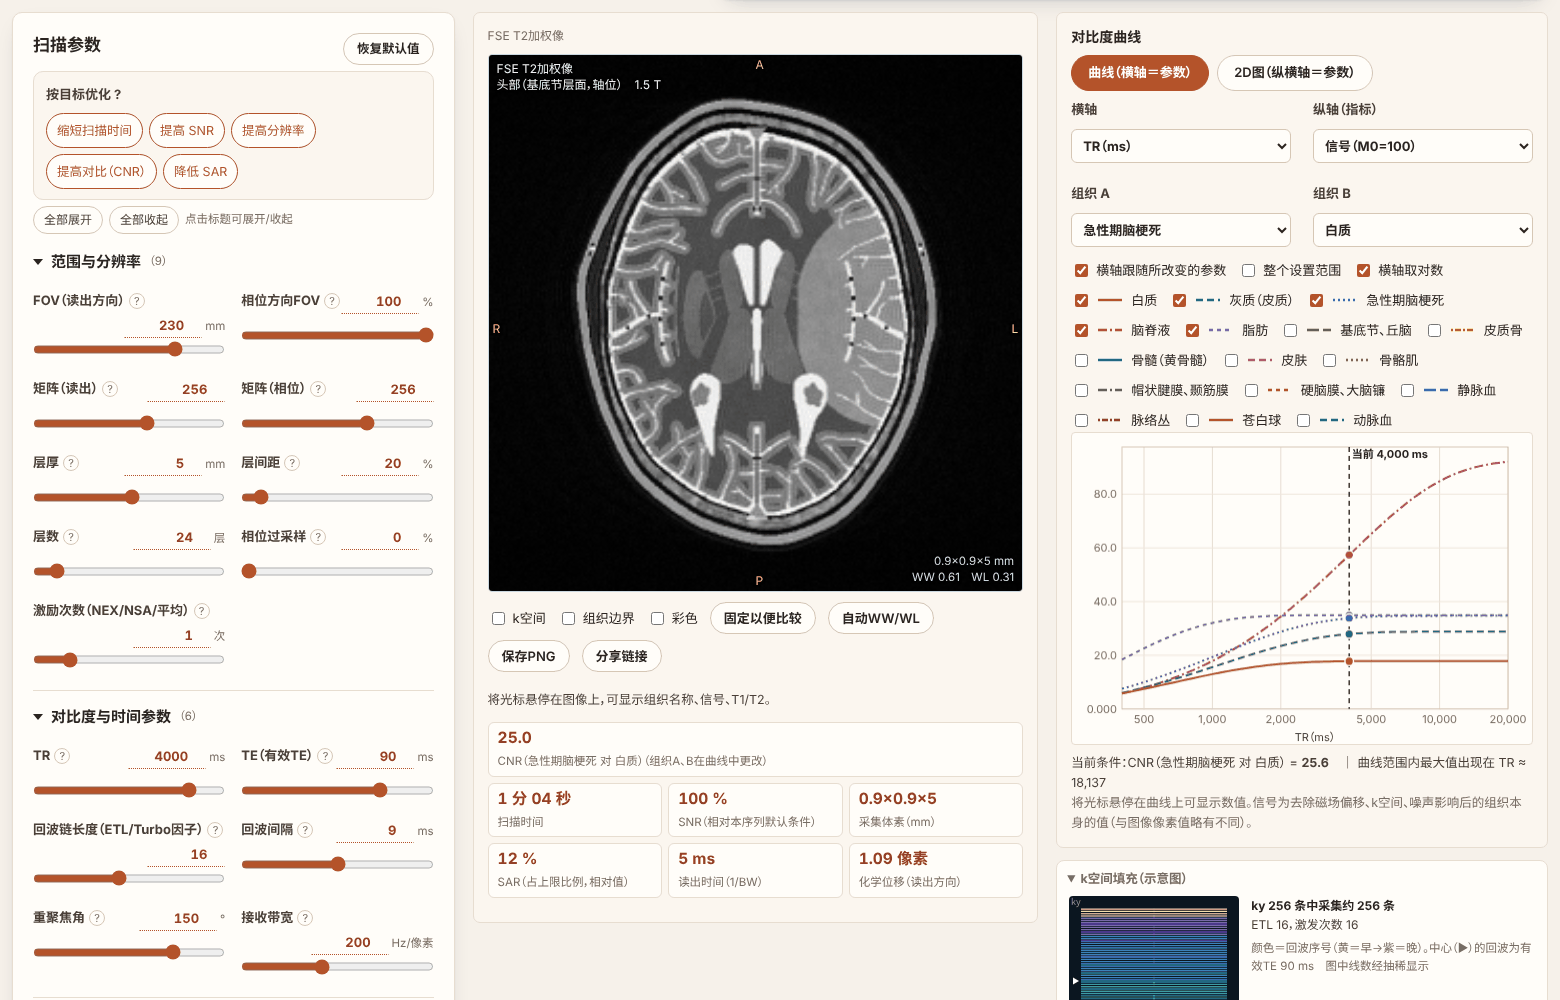 扫描参数
恢复默认值
按目标优化 ?
缩短扫描时间
提高 SNR
提高分辨率
提高对比(CNR)
降低 SAR
全部展开
全部收起
点击标题可展开/收起
范围与分辨率 (9)
FOV(读出方向) ?
230 mm
相位方向FOV ?
100 %
矩阵(读出) ?
256
矩阵(相位) ?
256
层厚 ?
5 mm
层间距 ?
20 %
层数 ?
24 层
相位过采样 ?
0 %
激励次数(NEX/NSA/平均) ?
1 次
对比度与时间参数 (6)
TR ?
4000 ms
TE(有效TE) ?
90 ms
回波链长度(ETL/Turbo因子) ?
16
回波间隔 ?
9 ms
重聚焦角 ?
150 °
接收带宽 ?
200 Hz/像素
FSE T2加权像
FSE T2加权像
头部(基底节层面,轴位) 1.5 T
A
R
L
P
0.9×0.9×5 mm
WW 0.61 WL 0.31
k空间
组织边界
彩色
固定以便比较
自动WW/WL
保存PNG
分享链接
将光标悬停在图像上,可显示组织名称、信号、T1/T2。
25.0
CNR(急性期脑梗死 对 白质)(组织A、B在曲线中更改)
1 分 04 秒
扫描时间
100 %
SNR(相对本序列默认条件)
0.9×0.9×5
采集体素(mm)
12 %
SAR(占上限比例,相对值)
5 ms
读出时间(1/BW)
1.09 像素
化学位移(读出方向)
对比度曲线
曲线(横轴=参数)
2D图(纵横轴=参数)
横轴
纵轴(指标)
TR(ms)
信号(M0=100)
组织 A
组织 B
急性期脑梗死
白质
横轴跟随所改变的参数
整个设置范围
横轴取对数
白质
灰质(皮质)
急性期脑梗死
脑脊液
脂肪
基底节、丘脑
皮质骨
骨髓(黄骨髓)
皮肤
骨骼肌
帽状腱膜、颞筋膜
硬脑膜、大脑镰
静脉血
脉络丛
苍白球
动脉血
当前 4,000 ms
80.0
60.0
40.0
20.0
0.000
500
1,000
2,000
5,000
10,000
20,000
TR(ms)
当前条件:CNR(急性期脑梗死 对 白质) = 25.6 | 曲线范围内最大值出现在 TR ≈
18,137
将光标悬停在曲线上可显示数值。信号为去除磁场偏移、k空间、噪声影响后的组织本
身的值(与图像像素值略有不同)。
▼ k空间填充(示意图)
ky
ky 256 条中采集约 256 条
ETL 16,激发次数 16
颜色=回波序号(黄=早→紫=晚)。中心(▶)的回波为有
效TE 90 ms 图中线数经抽稀显示